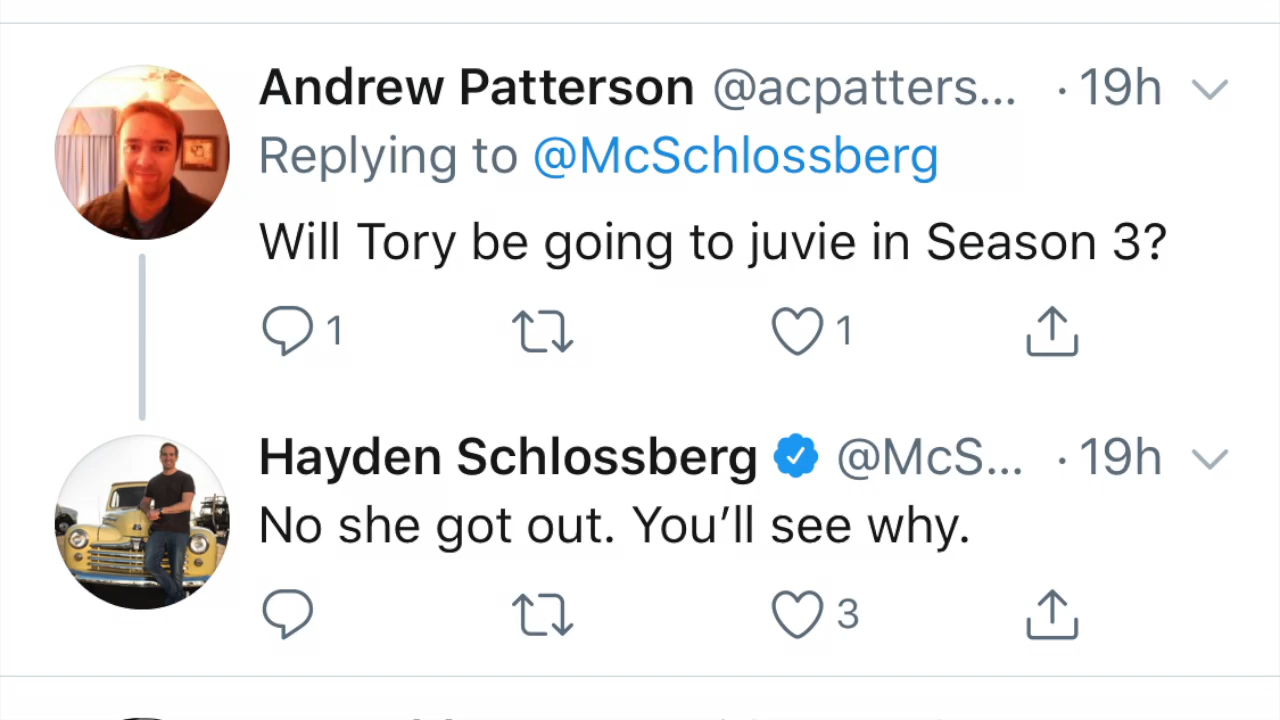 Andrew Patterson @acpatters... · 19h
Replying to @McSchlossberg
Will Tory be going to juvie in Season 3?
1 1
Hayden Schlossberg @McS... · 19h
No she got out. You’ll see why.
3